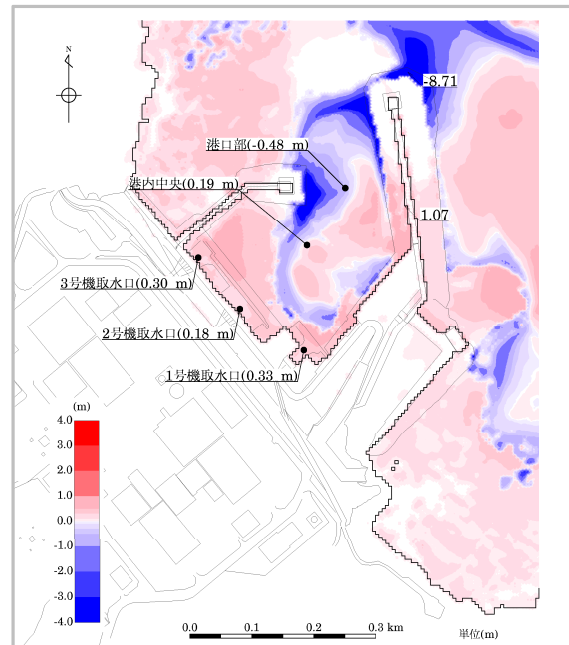 N
-8.71
港口部(-0.48 m)
港内中央(0.19 m)
1.07
3号機取水口(0.30 m)
2号機取水口(0.18 m)
1号機取水口(0.33 m)
(m)
4.0
3.0
2.0
1.0
0.0
-1.0
-2.0
-3.0
-4.0
0.0 0.1 0.2 0.3 km
単位(m)